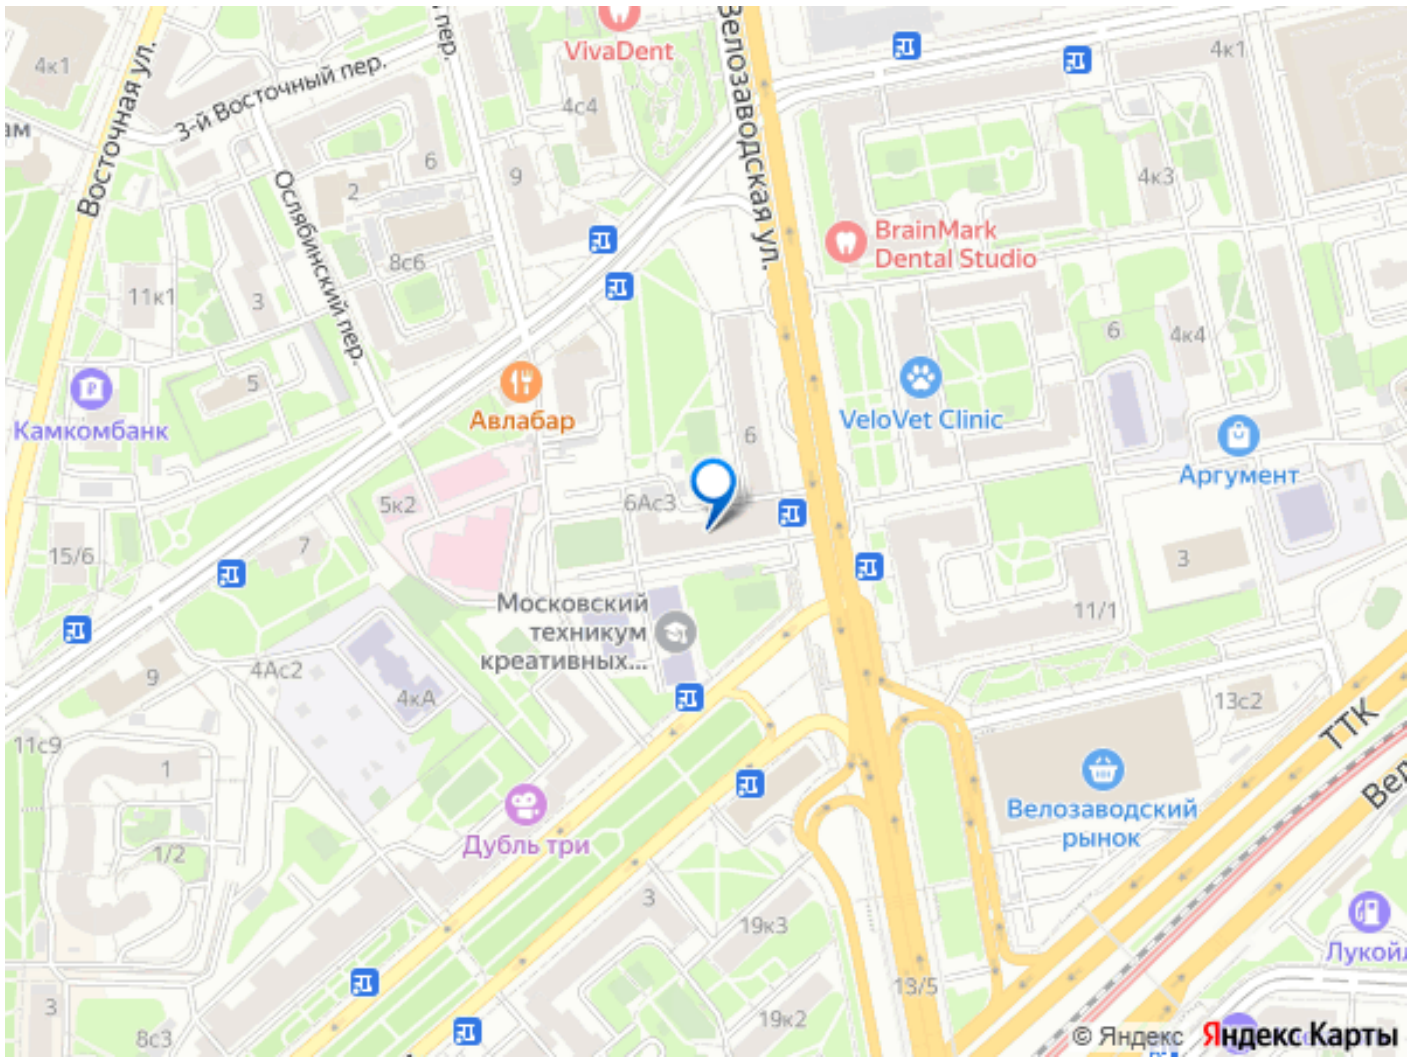 VivaDent
4к1
4к1
Восточная ул.
3-й Восточный пер.
пер.
Велозаводская ул.
4с4
ам
6
9
2
4к3
Ослябинский пер.
BrainMark
Dental Studio
8с6
11к1
3
6
4к4
5
Камкомбанк
Авлабар
VeloVet Clinic
6
Аргумент
5к2
6Ас3
15/6
7
3
Московский
техникум
креативных...
11/1
9
4Ас2
4кА
13с2
ТТК
11с9
1
Велозаводский
рынок
Вел
Дубль три
1/2
3
19к3
Лукойл
13/5
3
8с3
19к2
© Яндекс Яндекс Карты